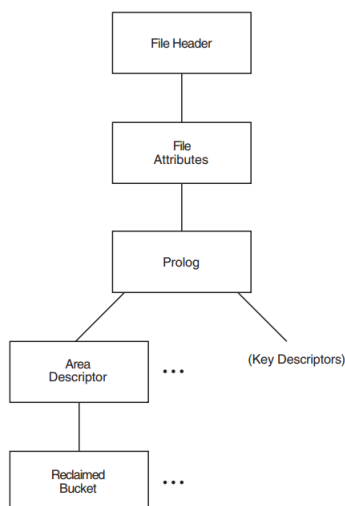 File Header
File
Attributes
Prolog
Area
Descriptor
...
(Key Descriptors)
Reclaimed
Bucket
...